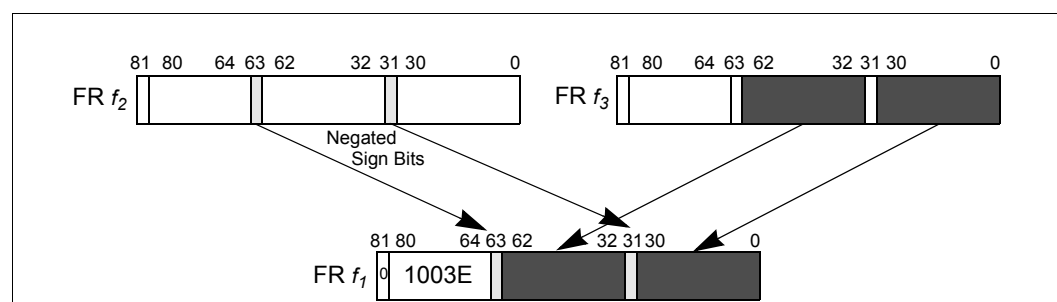 81 80 64 63 62 32 31 30 0
81 80 64 63 62 32 31 30 0
FR f2
FR f3
Negated
Sign Bits
81 80 64 63 62 32 31 30 0
FR f1 0 1003E